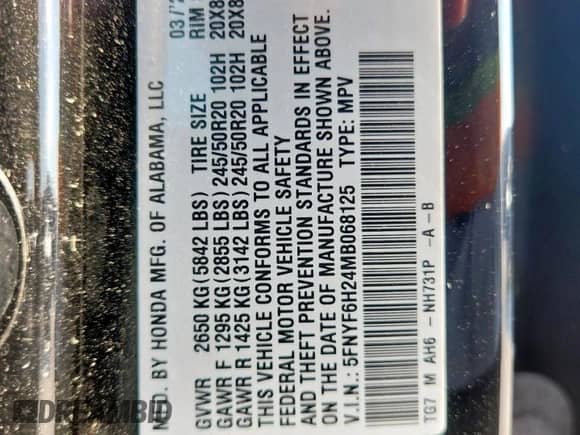 MFD. BY HONDA MFG. OF ALABAMA, LLC 03/
GVWR 2650 KG (5842 LBS) TIRE SIZE RIM
GAWR F 1295 KG (2855 LBS) 245/50R20 102H 20X8
GAWR R 1425 KG (3142 LBS) 245/50R20 102H 20X8
THIS VEHICLE CONFORMS TO ALL APPLICABLE
FEDERAL MOTOR VEHICLE SAFETY
AND THEFT PREVENTION STANDARDS IN EFFECT
ON THE DATE OF MANUFACTURE SHOWN ABOVE.
V.I.N.: 5FNYF6H24MB068125 TYPE: MPV
TG7 M AH6 - NH731P -A -B
DREAMBID